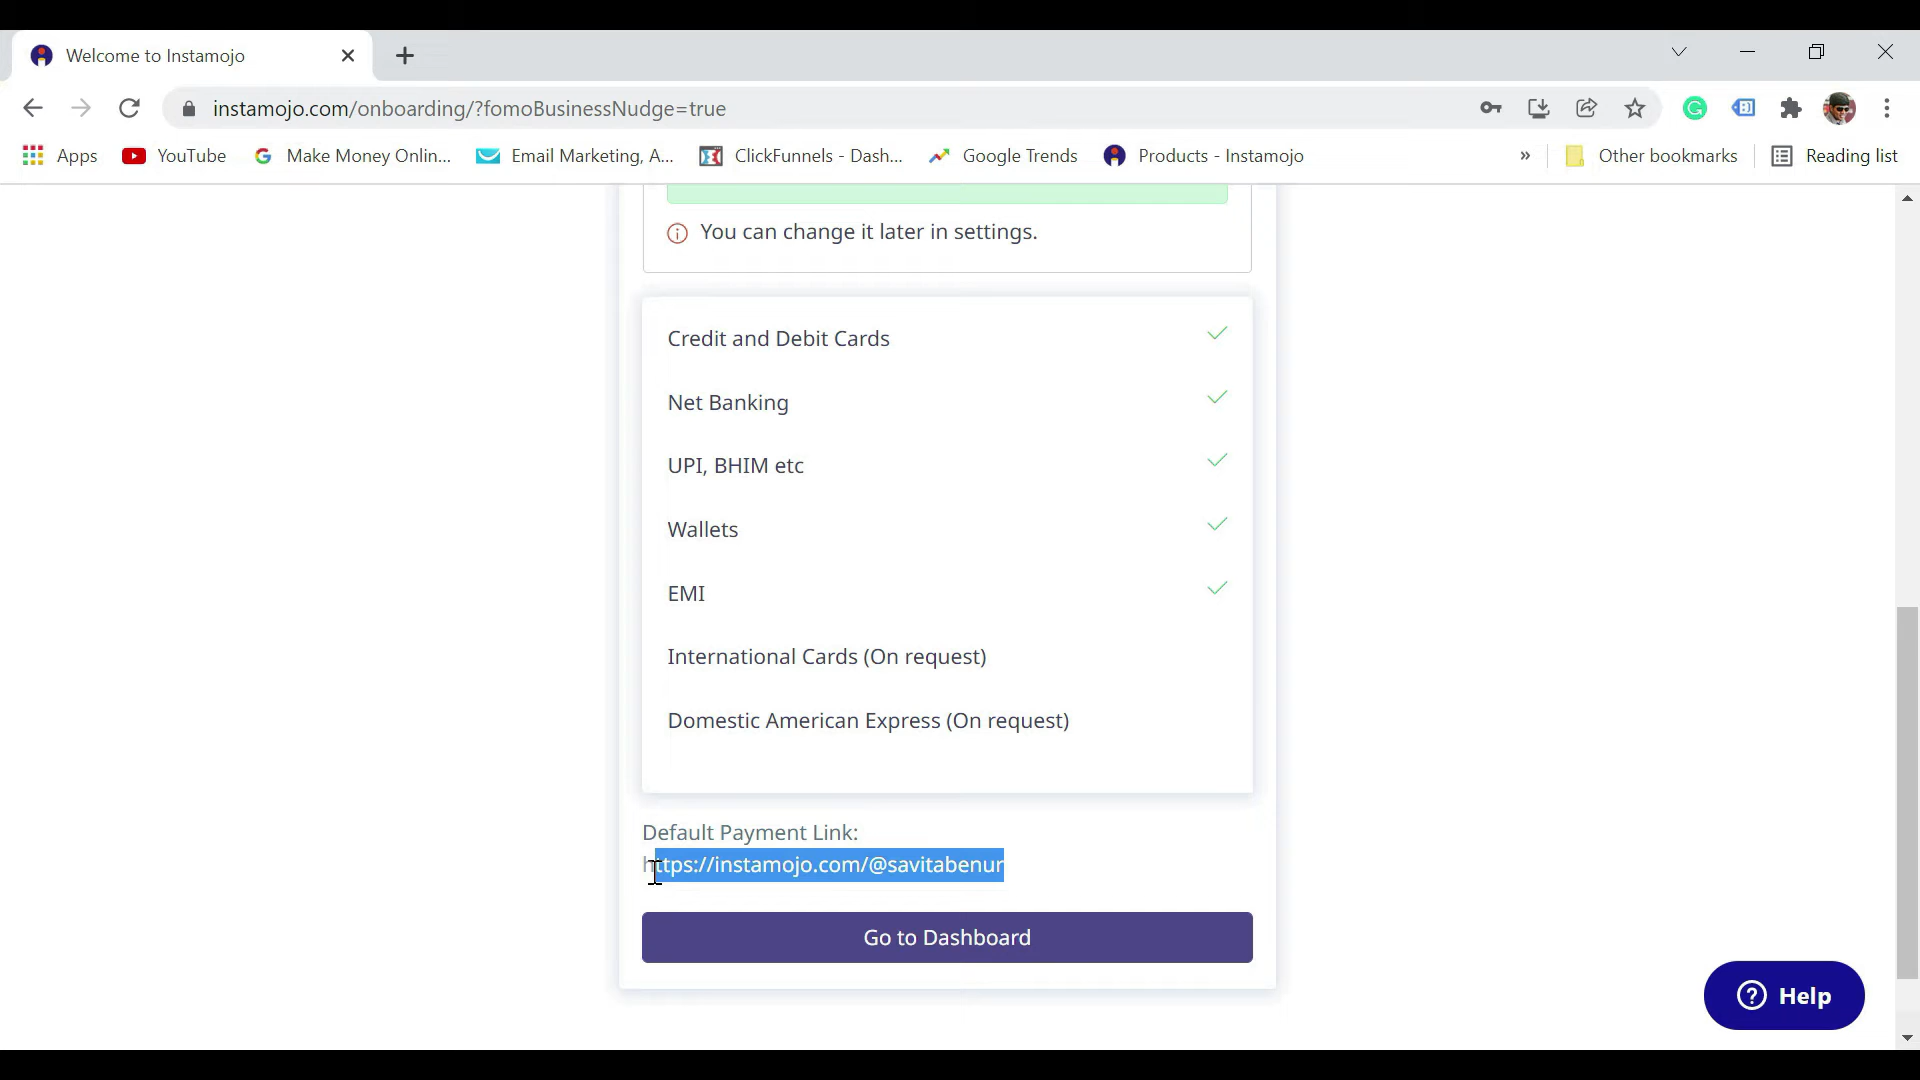 Welcome to Instamojo
instamojo.com/onboarding/?fomoBusinessNudge=true
Apps YouTube Make Money Onlin... Email Marketing, A... ClickFunnels - Dash... Google Trends Products - Instamojo » Other bookmarks Reading list
You can change it later in settings.
Credit and Debit Cards
Net Banking
UPI, BHIM etc
Wallets
EMI
International Cards (On request)
Domestic American Express (On request)
Default Payment Link:
https://instamojo.com/@savitabenur
Go to Dashboard
Help